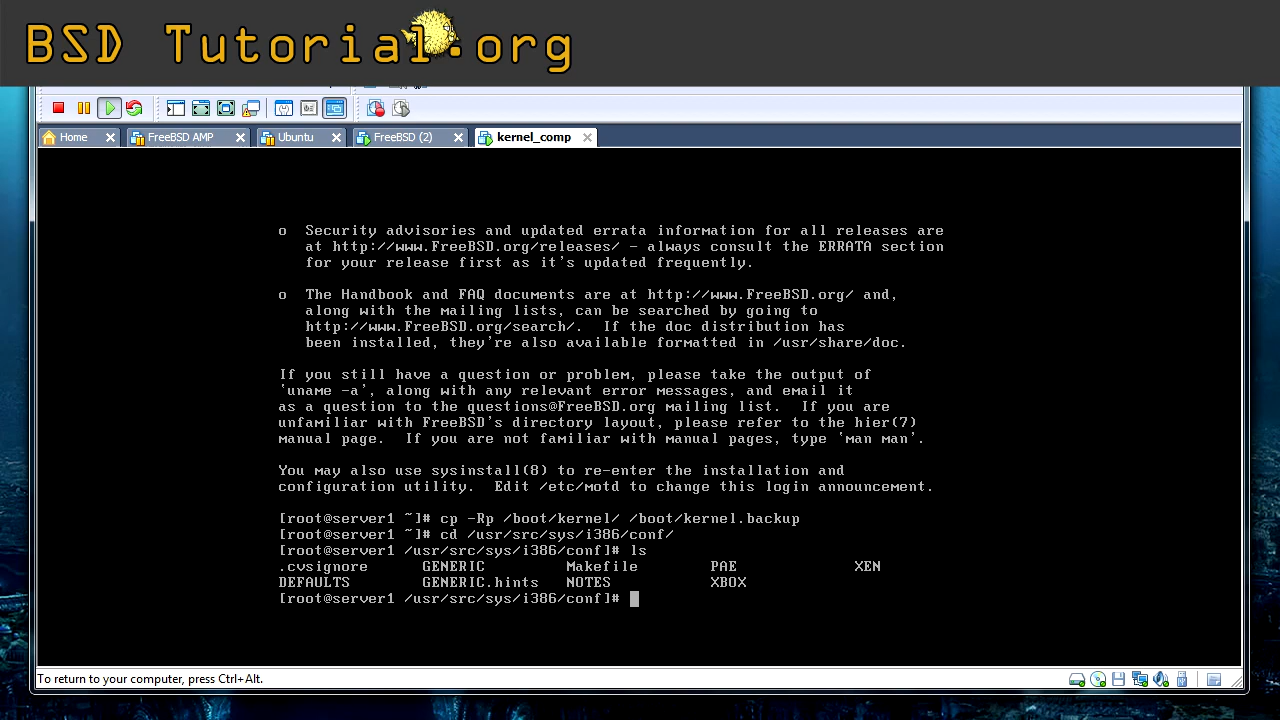 BSD Tutorial.org
Home
FreeBSD AMP
Ubuntu
FreeBSD (2)
kernel_comp
o Security advisories and updated errata information for all releases are
at http://www.FreeBSD.org/releases/ - always consult the ERRATA section
for your release first as it's updated frequently.
o The Handbook and FAQ documents are at http://www.FreeBSD.org/ and,
along with the mailing lists, can be searched by going to
http://www.FreeBSD.org/search/. If the doc distribution has
been installed, they're also available formatted in /usr/share/doc.
If you still have a question or problem, please take the output of
`uname -a', along with any relevant error messages, and email it
as a question to the questions@FreeBSD.org mailing list. If you are
unfamiliar with FreeBSD's directory layout, please refer to the hier(7)
manual page. If you are not familiar with manual pages, type `man man'.
You may also use sysinstall(8) to re-enter the installation and
configuration utility. Edit /etc/motd to change this login announcement.
[root@server1 ~]# cp -Rp /boot/kernel/ /boot/kernel.backup
[root@server1 ~]# cd /usr/src/sys/i386/conf/
[root@server1 /usr/src/sys/i386/conf]# ls
.cvsignore GENERIC Makefile PAE XEN
DEFAULTS GENERIC.hints NOTES XBOX
[root@server1 /usr/src/sys/i386/conf]#
To return to your computer, press Ctrl+Alt.